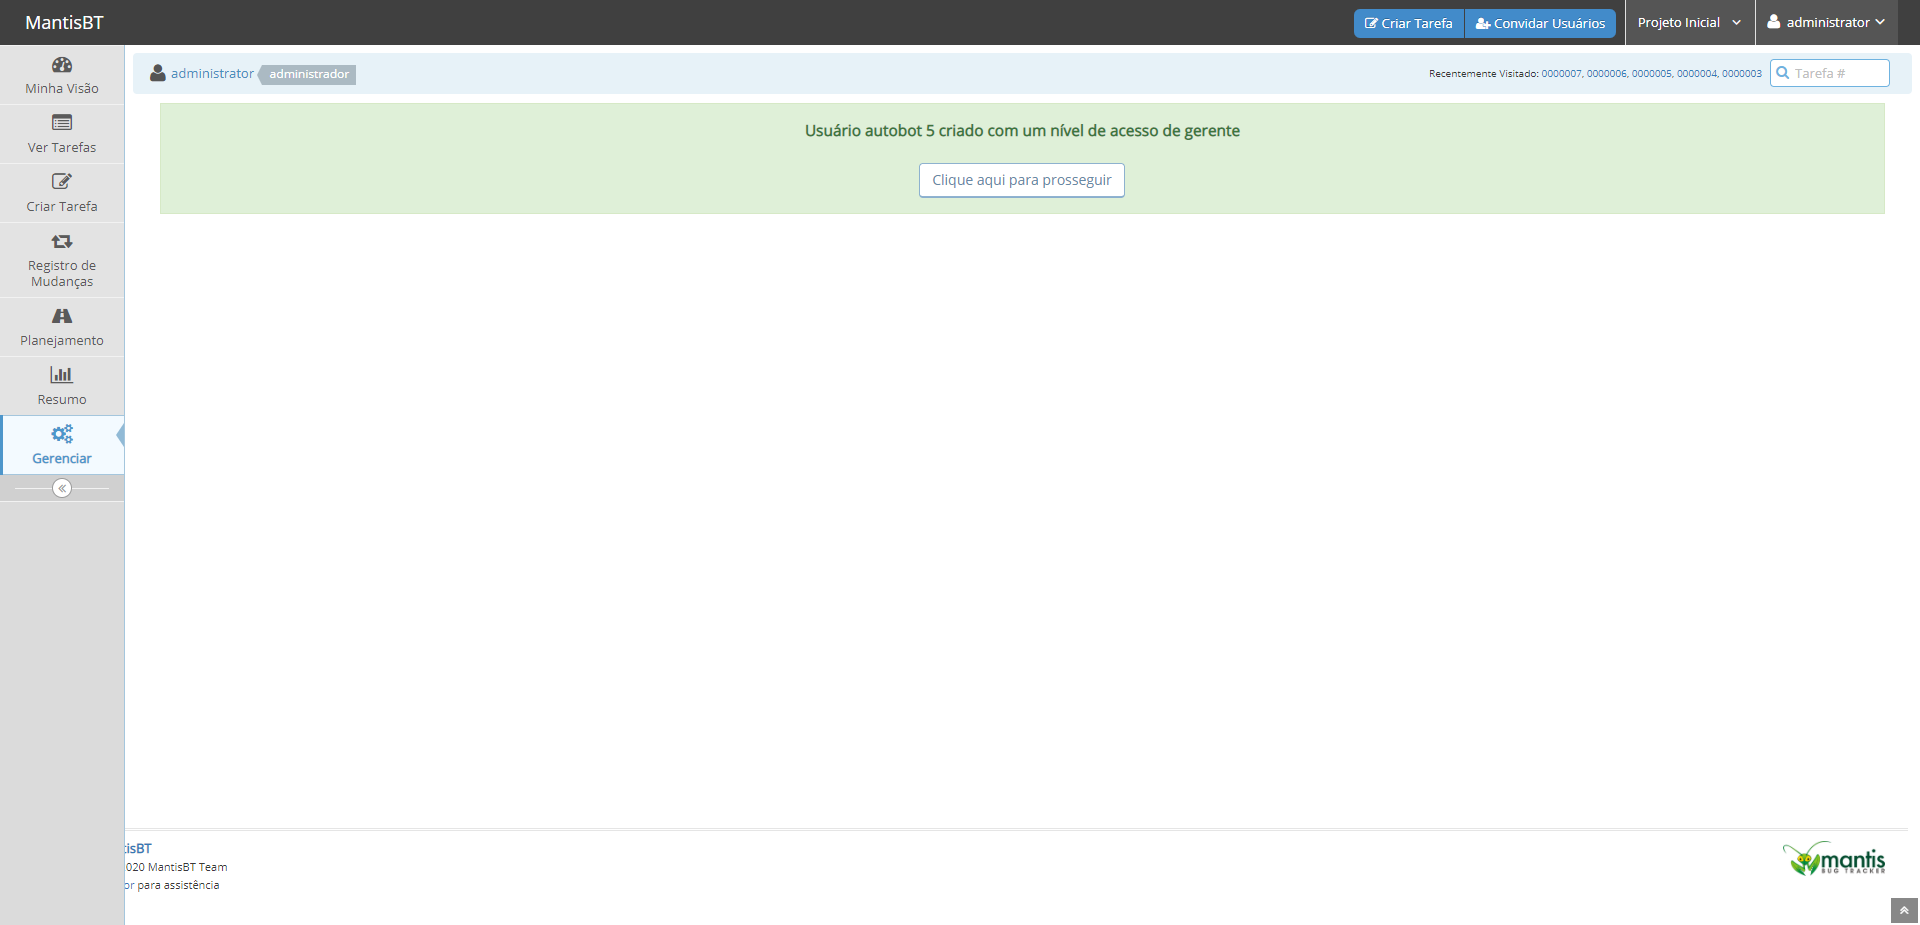 MantisBT
Criar Tarefa
Convidar Usuários
Projeto Inicial
administrator
Minha Visão
Ver Tarefas
Criar Tarefa
Registro de
Mudanças
Planejamento
Resumo
Gerenciar
administrator administrador
Recentemente Visitado: 0000007, 0000006, 0000005, 0000004, 0000003
Tarefa #
Usuário autobot 5 criado com um nível de acesso de gerente
Clique aqui para prosseguir
tisBT
020 MantisBT Team
or para assistência
mantis
BUG TRACKER